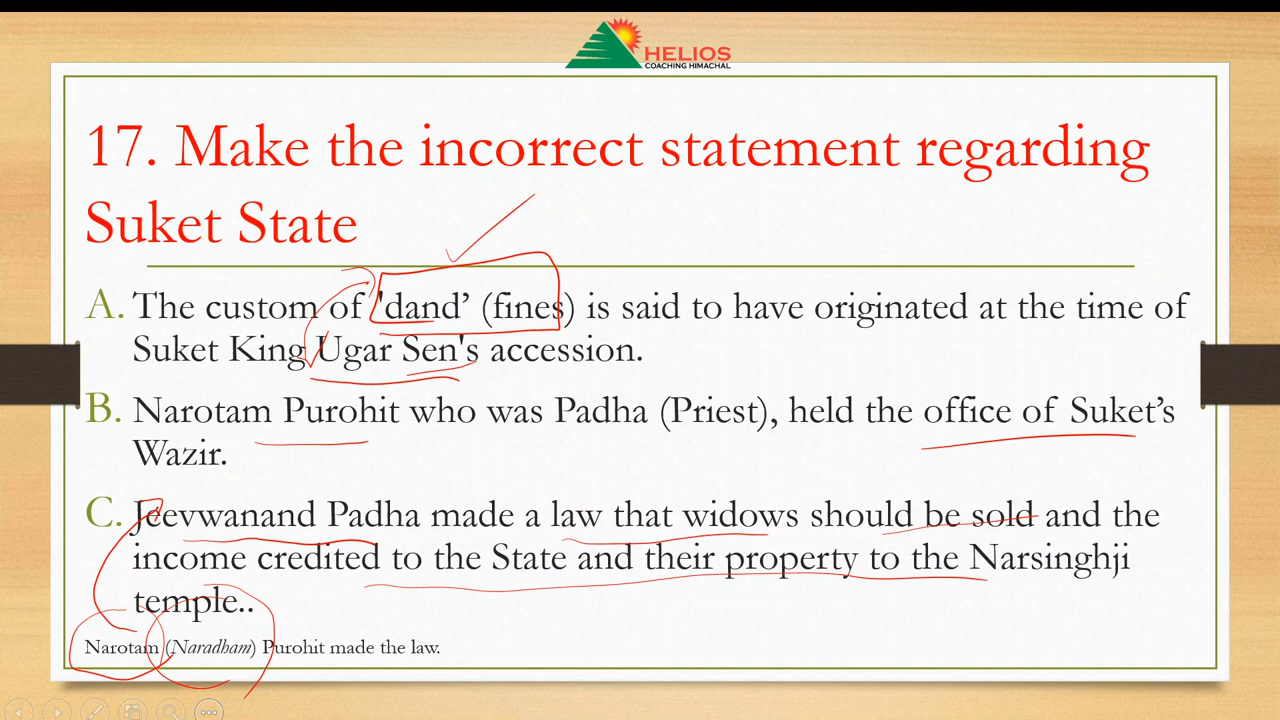 HELIOS
COACHING HIMACHAL
17. Make the incorrect statement regarding
Suket State
A. The custom of 'dand’ (fines) is said to have originated at the time of
Suket King Ugar Sen's accession.
B. Narotam Purohit who was Padha (Priest), held the office of Suket’s
Wazir.
C. Jeevwanand Padha made a law that widows should be sold and the
income credited to the State and their property to the Narsinghji
temple..
Narotam (Naradham) Purohit made the law.